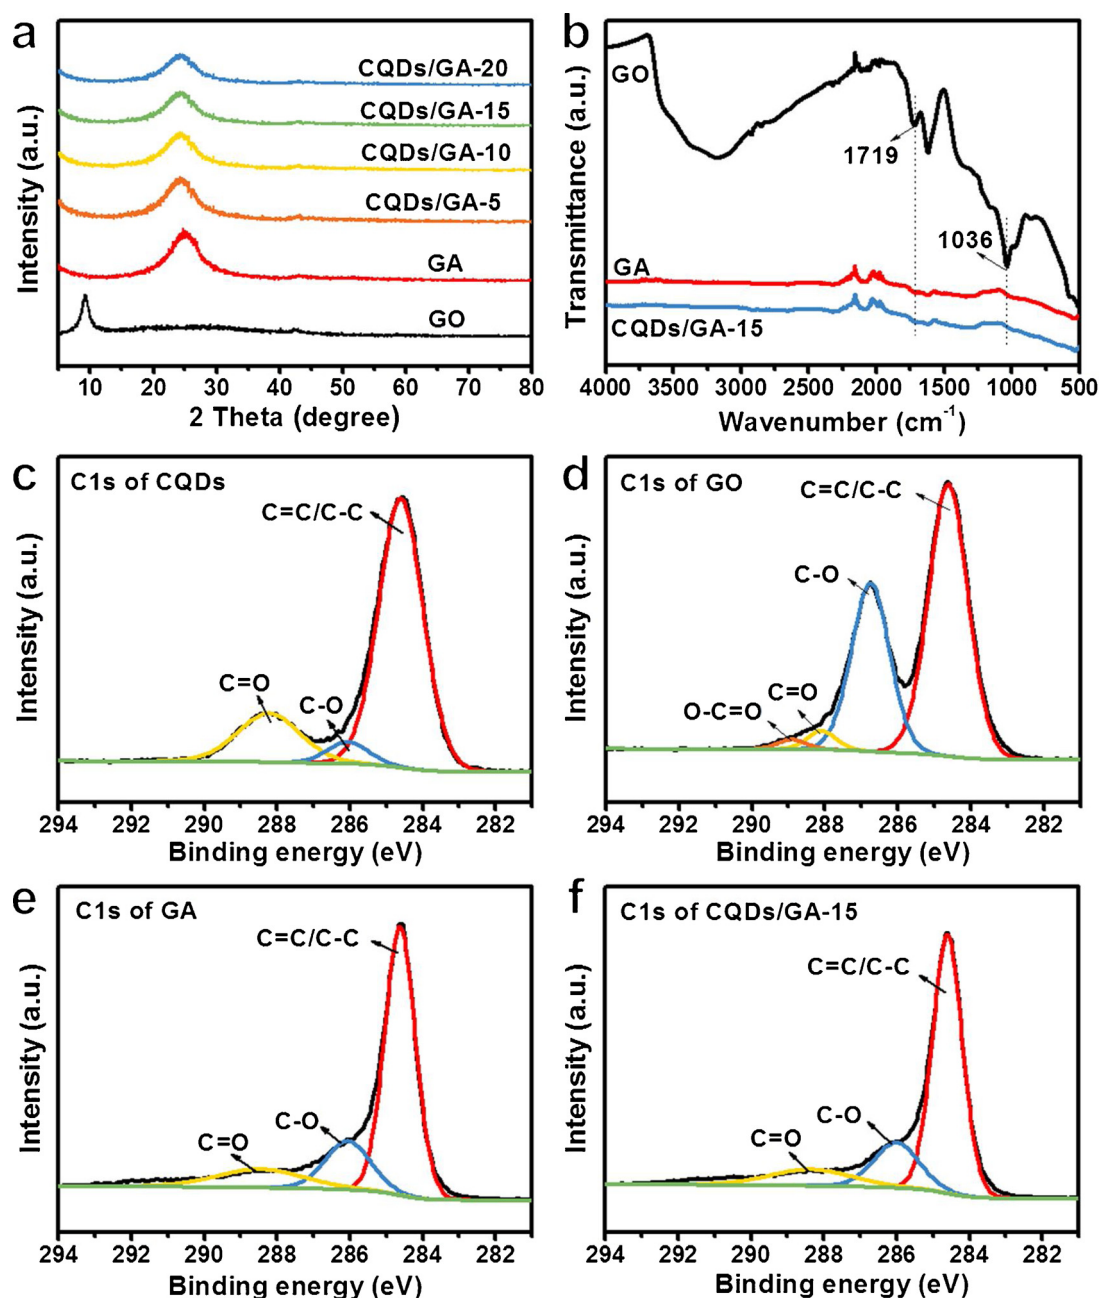 a
Intensity (a.u.)
CQDs/GA-20
CQDs/GA-15
CQDs/GA-10
CQDs/GA-5
GA
GO
10 20 30 40 50 60 70 80
2 Theta (degree)
b
Transmittance (a.u.)
GO
1719
1036
GA
CQDs/GA-15
4000 3500 3000 2500 2000 1500 1000 500
Wavenumber (cm⁻¹)
c
C1s of CQDs
Intensity (a.u.)
C=C/C-C
C=O
C-O
294 292 290 288 286 284 282
Binding energy (eV)
d
C1s of GO
Intensity (a.u.)
C=C/C-C
C-O
C=O
O-C=O
294 292 290 288 286 284 282
Binding energy (eV)
e
C1s of GA
Intensity (a.u.)
C=C/C-C
C-O
C=O
294 292 290 288 286 284 282
Binding energy (eV)
f
C1s of CQDs/GA-15
Intensity (a.u.)
C=C/C-C
C-O
C=O
294 292 290 288 286 284 282
Binding energy (eV)